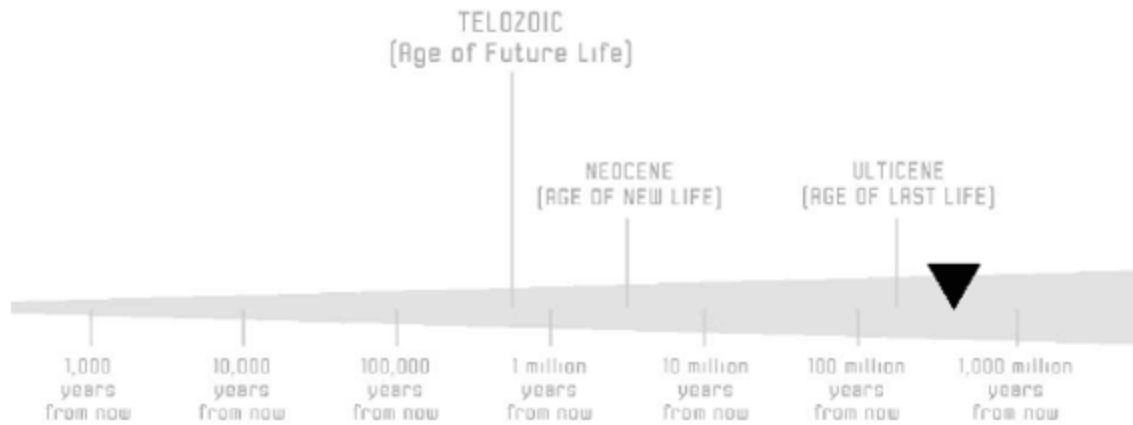 TELOZOIC
(Age of Future Life)
NEOCENE
(AGE OF NEW LIFE)
ULTICENE
(AGE OF LAST LIFE)
1,000
years
from now
10,000
years
from now
100,000
years
from now
1 million
years
from now
10 million
years
from now
100 million
years
from now
1,000 million
years
from now